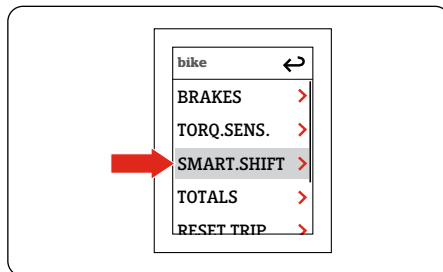 bike
BRAKES
TORQ.SENS.
SMART.SHIFT
TOTALS
RESET TRIP